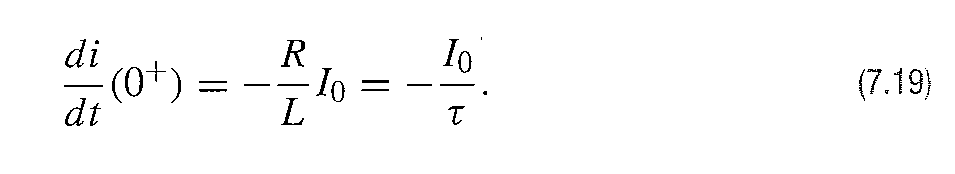 di/dt (0⁺) = −R/L I₀ = −I₀/τ. (7.19)